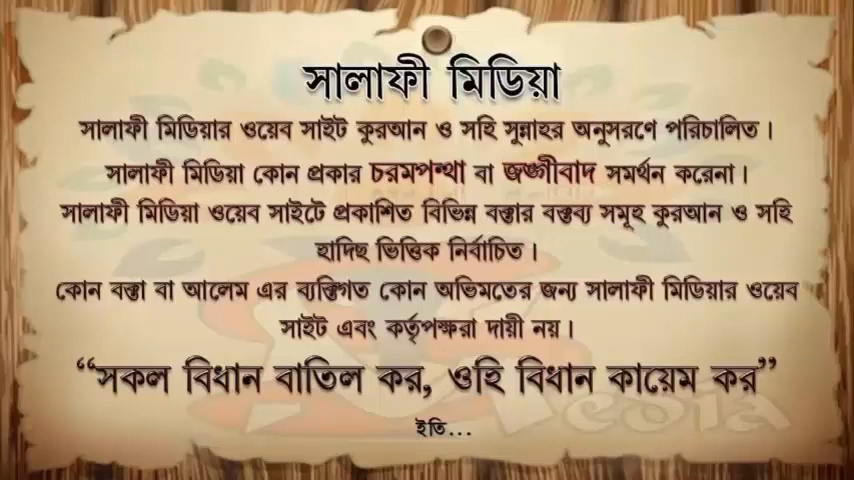 সালাফী মিডিয়া
সালাফী মিডিয়ার ওয়েব সাইট কুরআন ও সহি সুন্নাহর অনুসরণে পরিচালিত।
সালাফী মিডিয়া কোন প্রকার চরমপন্থা বা জঙ্গীবাদ সমর্থন করেনা।
সালাফী মিডিয়া ওয়েব সাইটে প্রকাশিত বিভিন্ন বক্তার বক্তব্য সমূহ কুরআন ও সহি
হাদিছ ভিত্তিক নির্বাচিত।
কোন বক্তা বা আলেম এর ব্যক্তিগত কোন অভিমতের জন্য সালাফী মিডিয়ার ওয়েব
সাইট এবং কর্তৃপক্ষরা দায়ী নয়।
“সকল বিধান বাতিল কর, ওহি বিধান কায়েম কর”
ইতি...